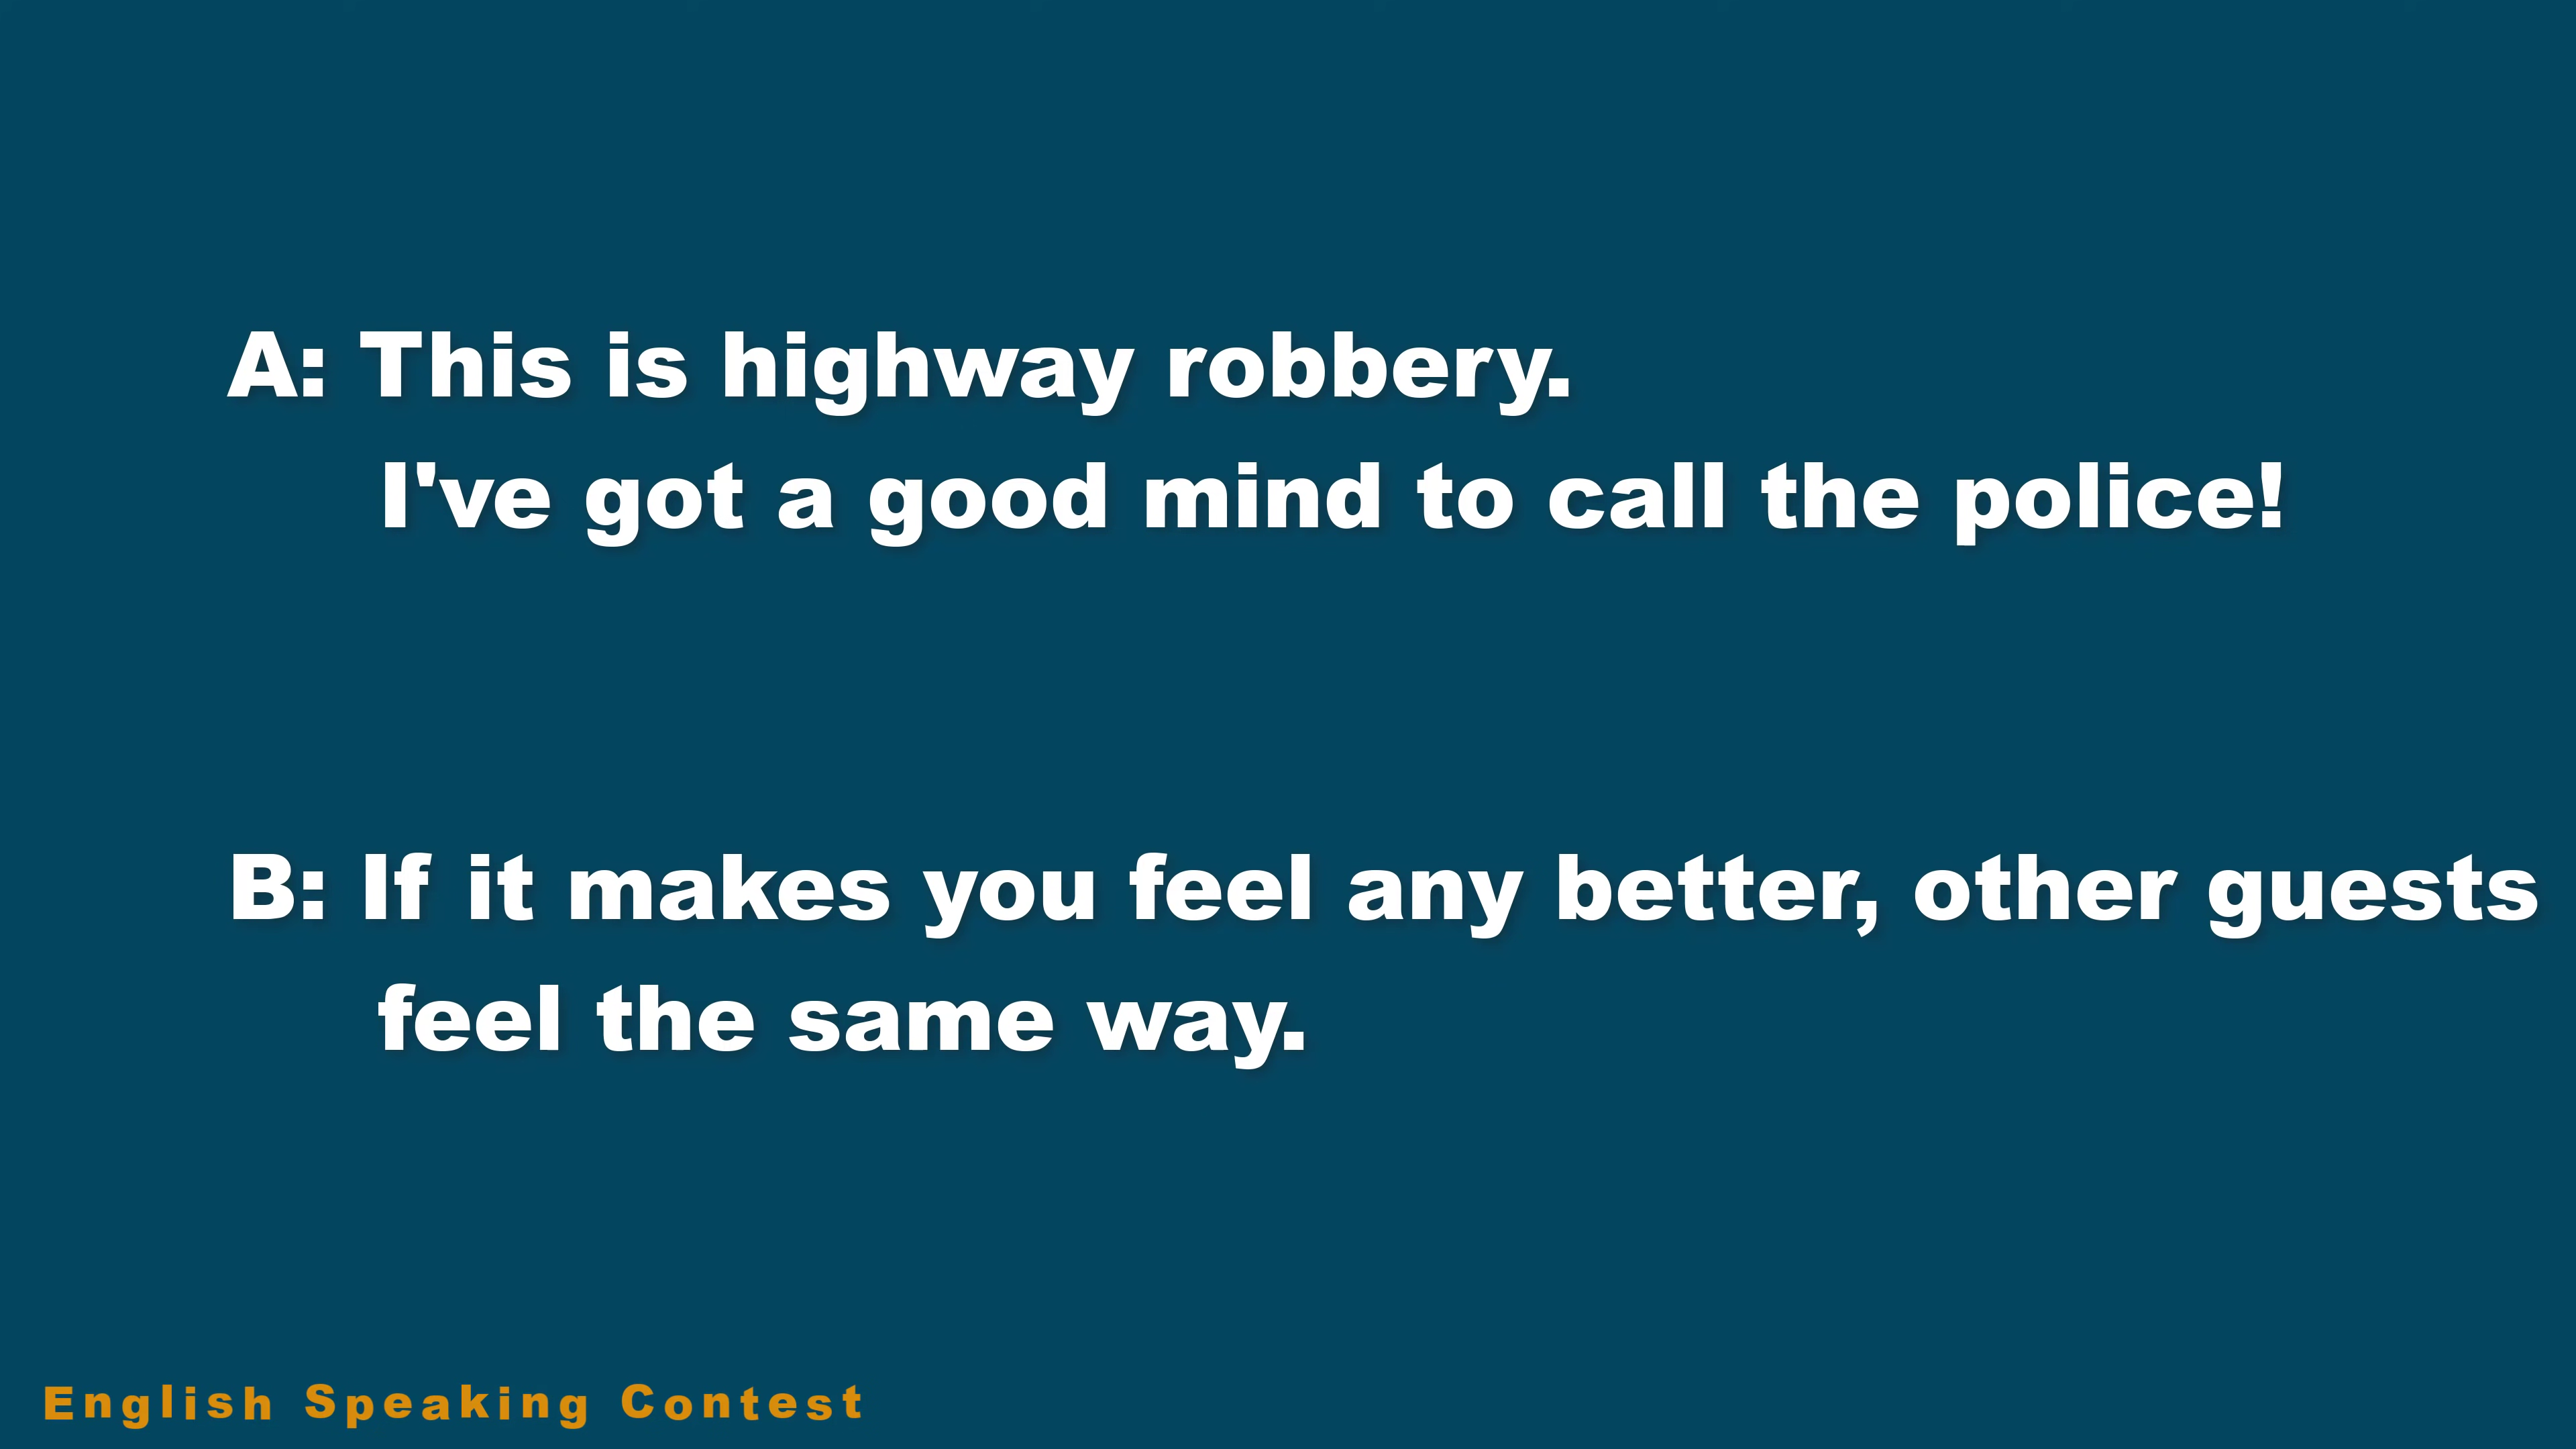 A: This is highway robbery.
I've got a good mind to call the police!
B: If it makes you feel any better, other guests
feel the same way.
English Speaking Contest